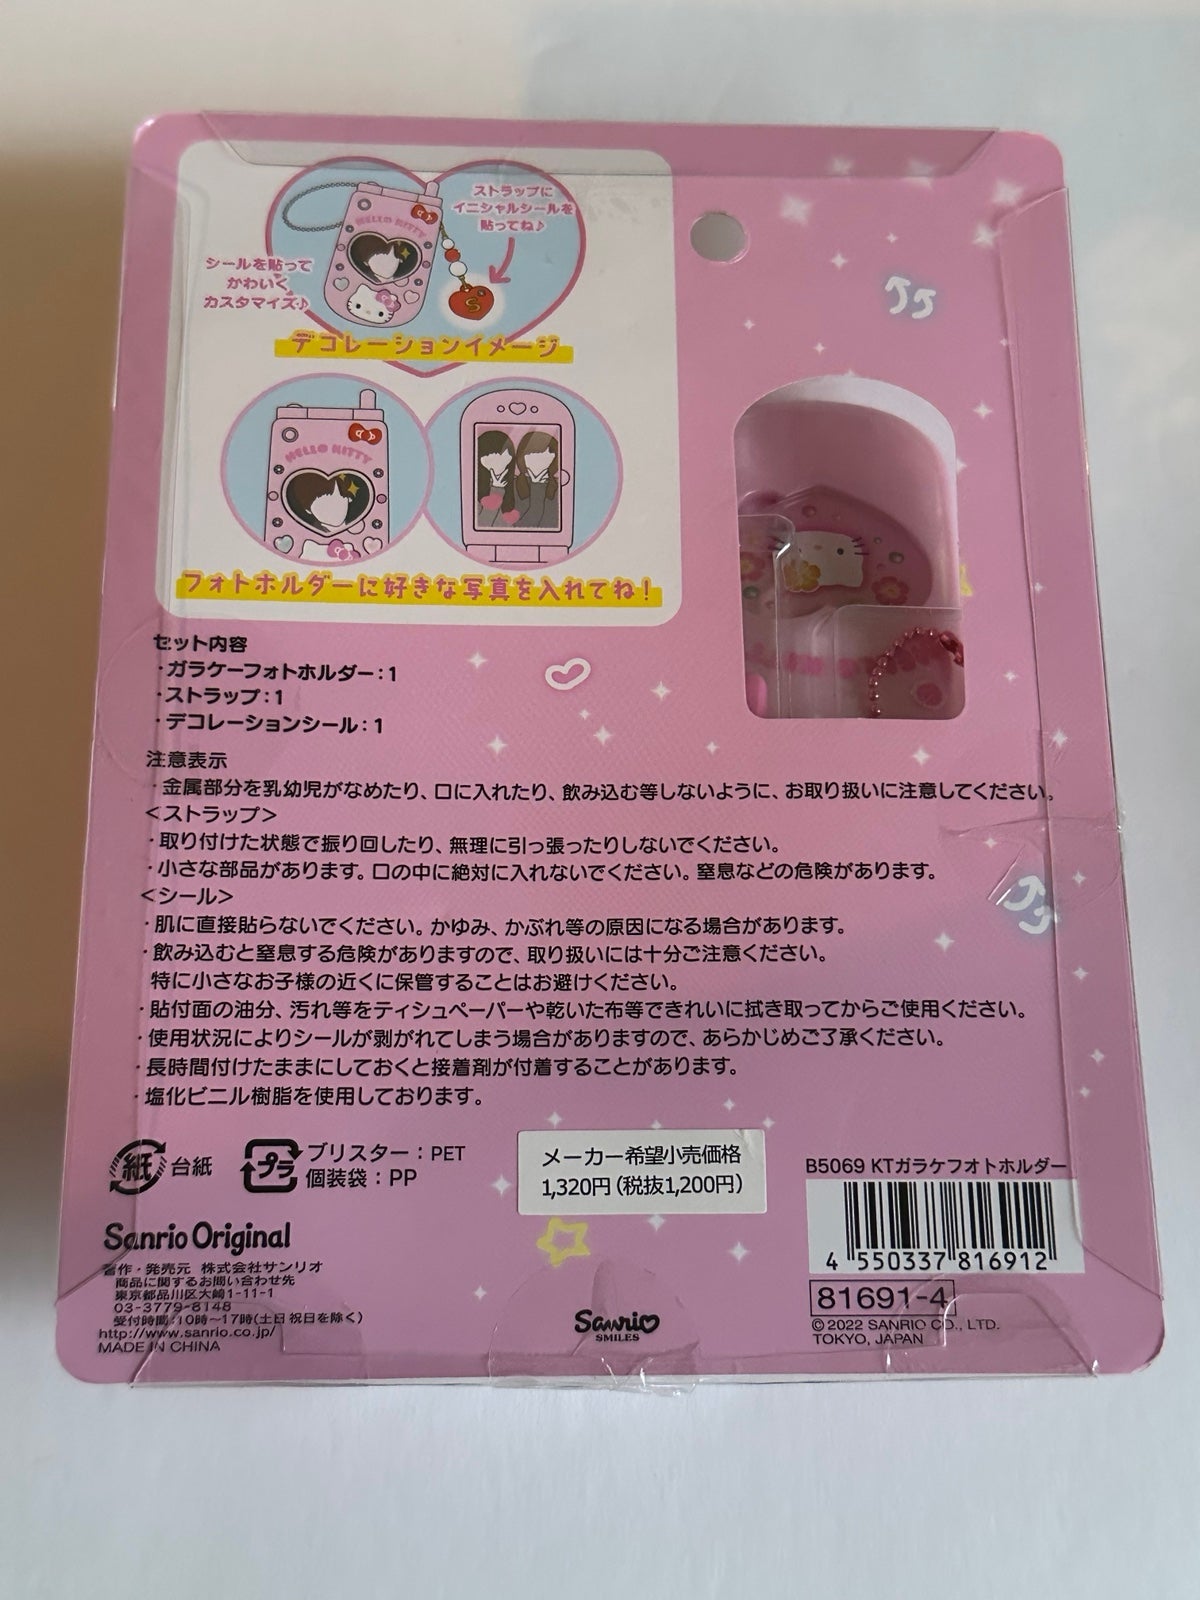 ストラップに
イニシャルシールを
貼ってね♪
シールを貼って
かわいく
カスタマイズ♪
HELLO KITTY
S
デコレーションイメージ
HELLO KITTY
フォトホルダーに好きな写真を入れてね!
セット内容
・ガラケーフォトホルダー:1
・ストラップ:1
・デコレーションシール:1
注意表示
・金属部分を乳幼児がなめたり、口に入れたり、飲み込む等しないように、お取り扱いに注意してください。
<ストラップ>
・取り付けた状態で振り回したり、無理に引っ張ったりしないでください。
・小さな部品があります。口の中に絶対に入れないでください。窒息などの危険があります。
<シール>
・肌に直接貼らないでください。かゆみ、かぶれ等の原因になる場合があります。
・飲み込むと窒息する危険がありますので、取り扱いには十分ご注意ください。
特に小さなお子様の近くに保管することはお避けください。
・貼付面の油分、汚れ等をティシュペーパーや乾いた布等できれいに拭き取ってからご使用ください。
・使用状況によりシールが剥がれてしまう場合がありますので、あらかじめご了承ください。
・長時間付けたままにしておくと接着剤が付着することがあります。
・塩化ビニル樹脂を使用しております。
紙 台紙
プラ ブリスター:PET
個装袋:PP
メーカー希望小売価格
1,320円(税抜1,200円)
B5069 KTガラケフォトホルダー
4 550337 816912
81691-4
© 2022 SANRIO CO., LTD.
TOKYO, JAPAN
Sanrio Original
著作・発売元 株式会社サンリオ
商品に関するお問い合わせ先
東京都品川区大崎1-11-1
03-3779-8148
受付時間:10時~17時(土日祝日を除く)
http://www.sanrio.co.jp/
MADE IN CHINA
Sanrio
SMILES